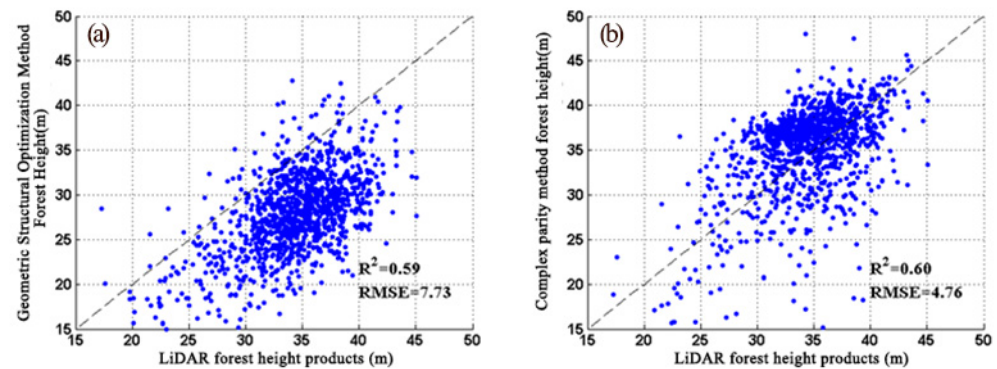 (a)
Geometric Structural Optimization Method
Forest Height(m)
50
45
40
35
30
25
20
15
R²=0.59
RMSE=7.73
15 20 25 30 35 40 45 50
LiDAR forest height products (m)
(b)
Complex parity method forest height(m)
50
45
40
35
30
25
20
15
R²=0.60
RMSE=4.76
15 20 25 30 35 40 45 50
LiDAR forest height products (m)